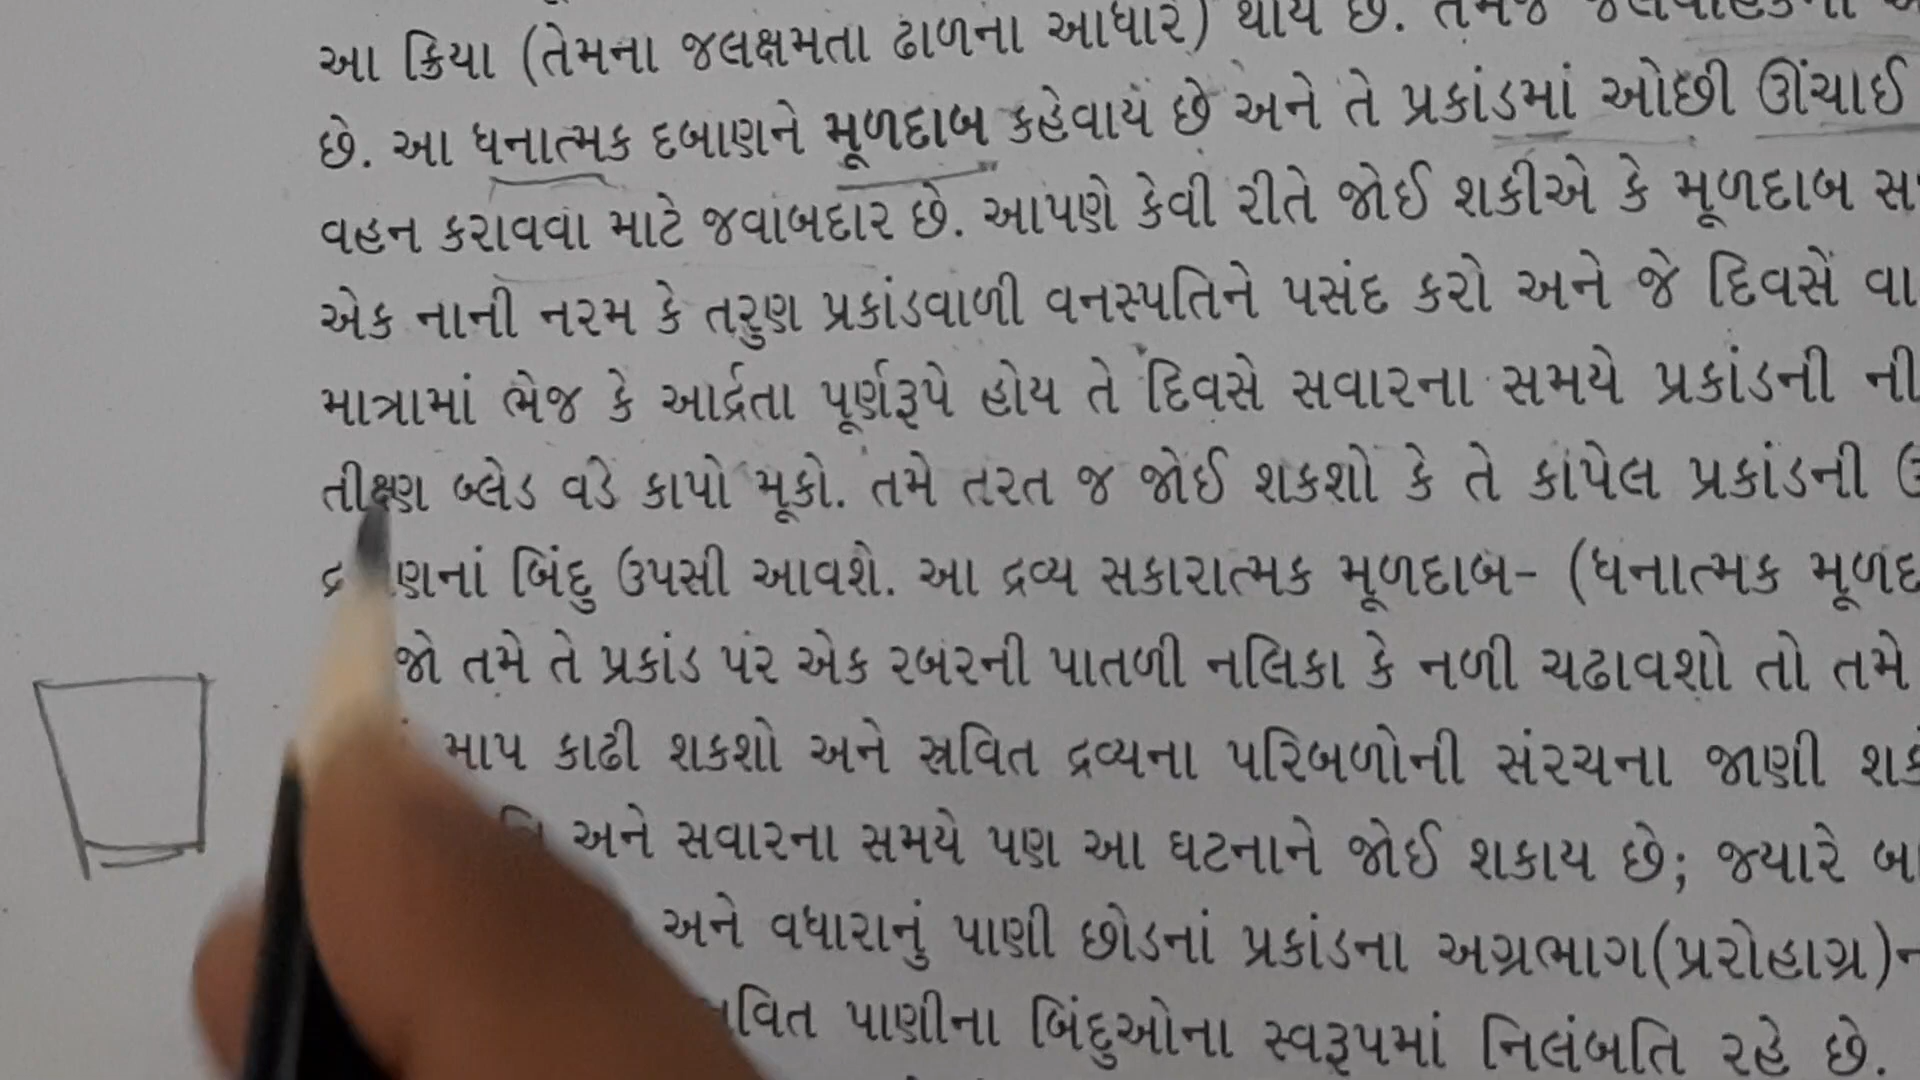 આ ક્રિયા (તેમના જલક્ષમતા ઢાળના આધારે) થાય છે. તેમજ
છે. આ ધનાત્મક દબાણને મૂળદાબ કહેવાય છે અને તે પ્રકાંડમાં ઓછી ઊંચાઈ
વહન કરાવવા માટે જવાબદાર છે. આપણે કેવી રીતે જોઈ શકીએ કે મૂળદાબ
એક નાની નરમ કે તરુણ પ્રકાંડવાળી વનસ્પતિને પસંદ કરો અને જે દિવસે વા
માત્રામાં ભેજ કે આર્દ્રતા પૂર્ણરૂપે હોય તે દિવસે સવારના સમયે પ્રકાંડની ની
તીક્ષ્ણ બ્લેડ વડે કાપો મૂકો. તમે તરત જ જોઈ શકશો કે તે કાપેલ પ્રકાંડની
ણનાં બિંદુ ઉપસી આવશે. આ દ્રવ્ય સકારાત્મક મૂળદાબ- (ધનાત્મક મૂળદ
જો તમે તે પ્રકાંડ પર એક રબરની પાતળી નલિકા કે નળી ચઢાવશો તો તમે
માપ કાઢી શકશો અને સ્રવિત દ્રવ્યના પરિબળોની સંરચના જાણી શક
અને સવારના સમયે પણ આ ઘટનાને જોઈ શકાય છે; જ્યારે બા
અને વધારાનું પાણી છોડનાં પ્રકાંડના અગ્રભાગ(પ્રરોહાગ્ર)ન
વિત પાણીના બિંદુઓના સ્વરૂપમાં નિલંબતિ રહે છે.